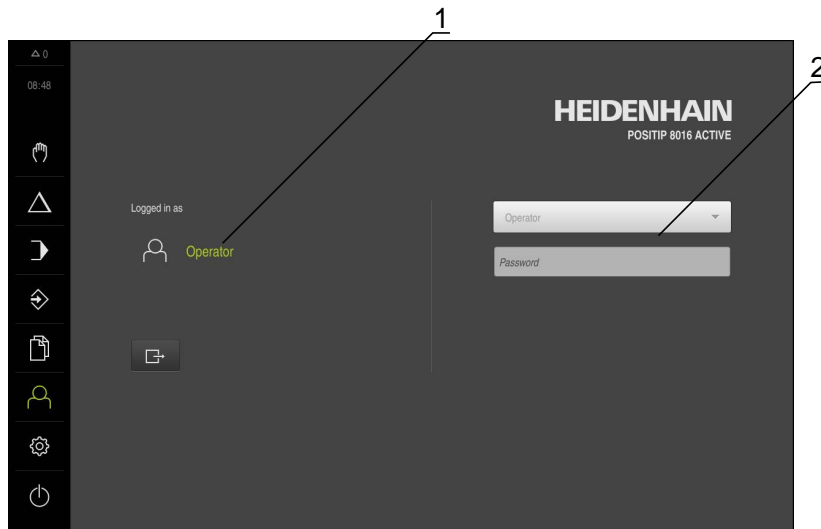 1
2
0
08:48
HEIDENHAIN
POSITIP 8016 ACTIVE
Logged in as
Operator
Operator
Password